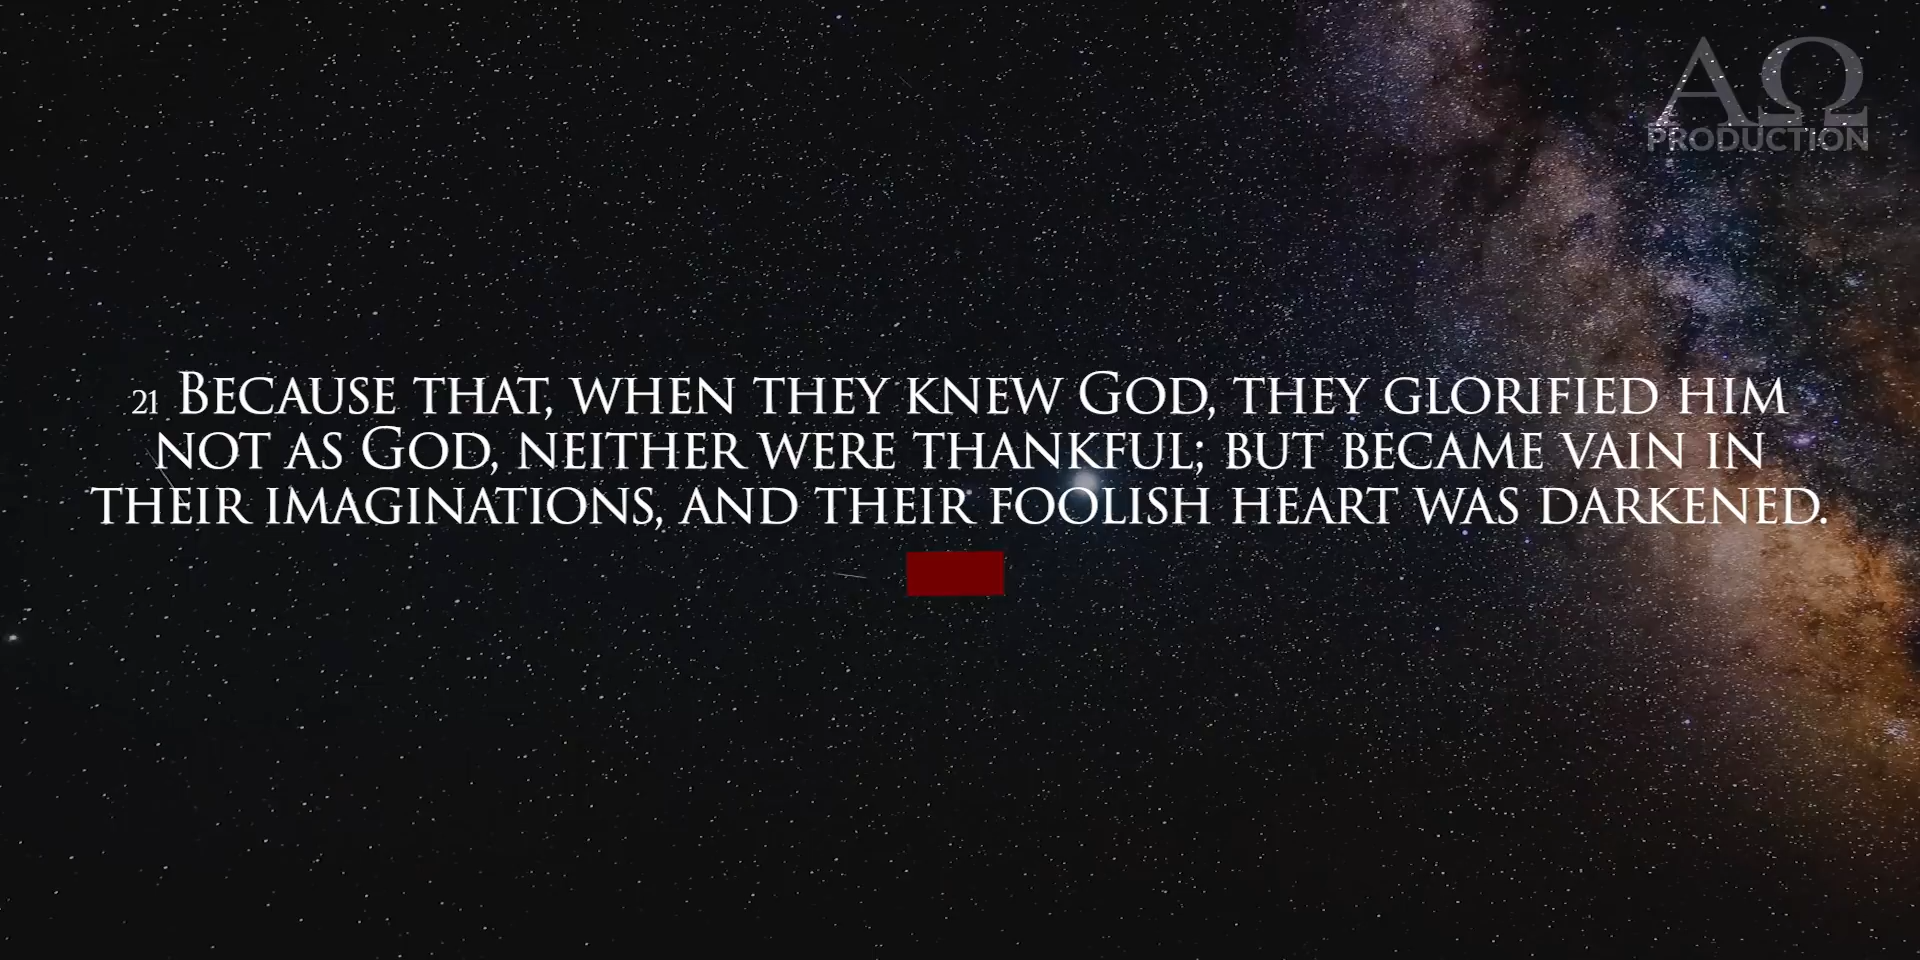 ΑΩ
PRODUCTION
21 BECAUSE THAT, WHEN THEY KNEW GOD, THEY GLORIFIED HIM
NOT AS GOD, NEITHER WERE THANKFUL; BUT BECAME VAIN IN
THEIR IMAGINATIONS, AND THEIR FOOLISH HEART WAS DARKENED.